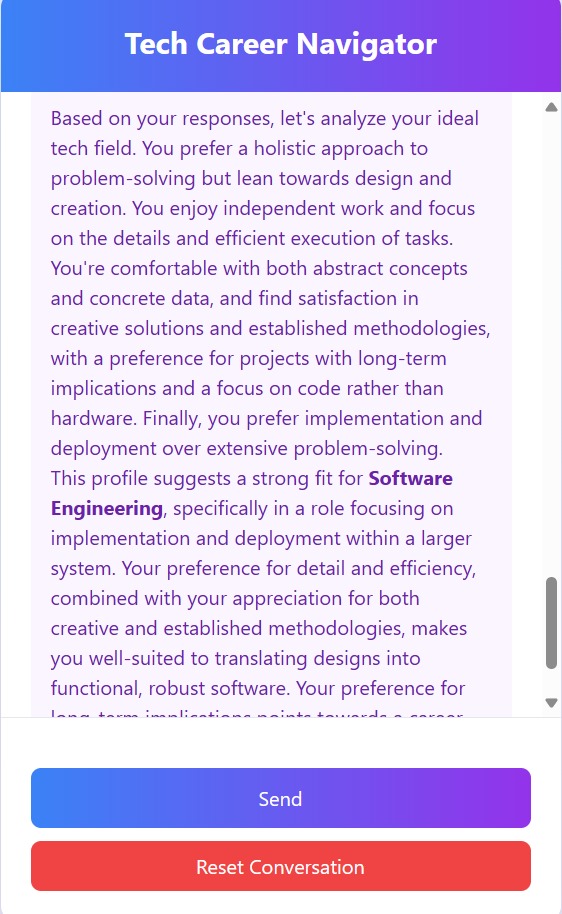 Tech Career Navigator
Based on your responses, let's analyze your ideal
tech field. You prefer a holistic approach to
problem-solving but lean towards design and
creation. You enjoy independent work and focus
on the details and efficient execution of tasks.
You're comfortable with both abstract concepts
and concrete data, and find satisfaction in
creative solutions and established methodologies,
with a preference for projects with long-term
implications and a focus on code rather than
hardware. Finally, you prefer implementation and
deployment over extensive problem-solving.
This profile suggests a strong fit for Software
Engineering, specifically in a role focusing on
implementation and deployment within a larger
system. Your preference for detail and efficiency,
combined with your appreciation for both
creative and established methodologies, makes
you well-suited to translating designs into
functional, robust software. Your preference for
long-term implications points towards a career
Send
Reset Conversation